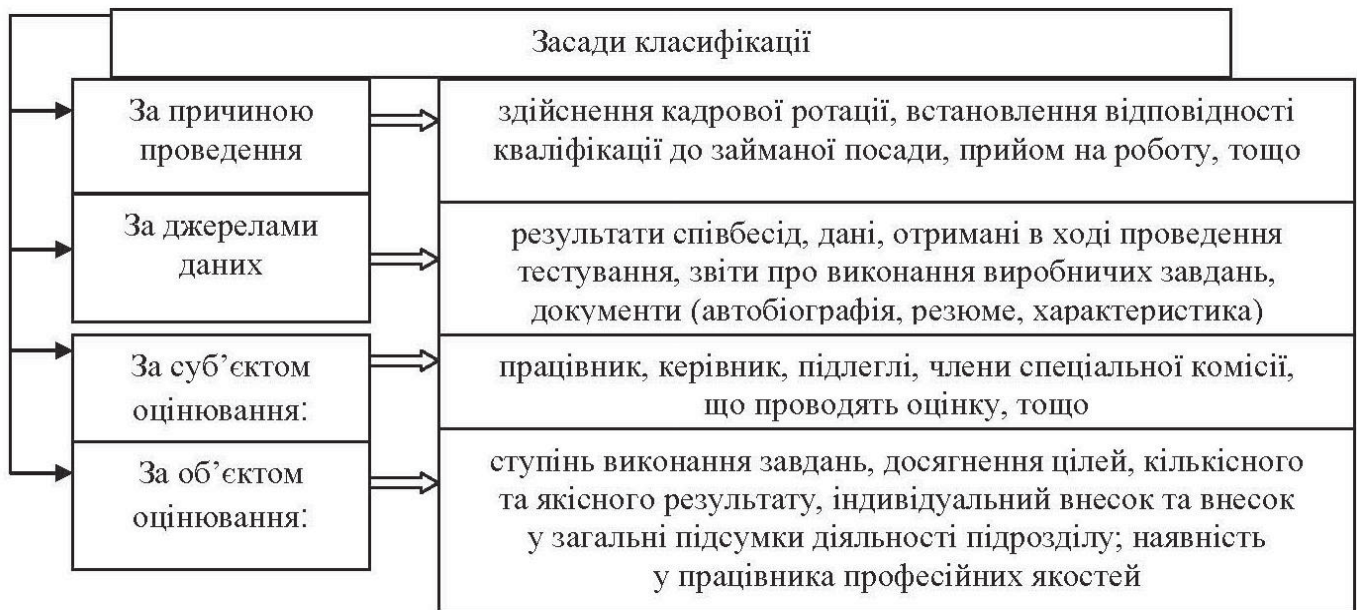 Засади класифікації
За причиною
проведення
здійснення кадрової ротації, встановлення відповідності
кваліфікації до займаної посади, прийом на роботу, тощо
За джерелами
даних
результати співбесід, дані, отримані в ході проведення
тестування, звіти про виконання виробничих завдань,
документи (автобіографія, резюме, характеристика)
За суб’єктом
оцінювання:
працівник, керівник, підлеглі, члени спеціальної комісії,
що проводять оцінку, тощо
За об’єктом
оцінювання:
ступінь виконання завдань, досягнення цілей, кількісного
та якісного результату, індивідуальний внесок та внесок
у загальні підсумки діяльності підрозділу; наявність
у працівника професійних якостей